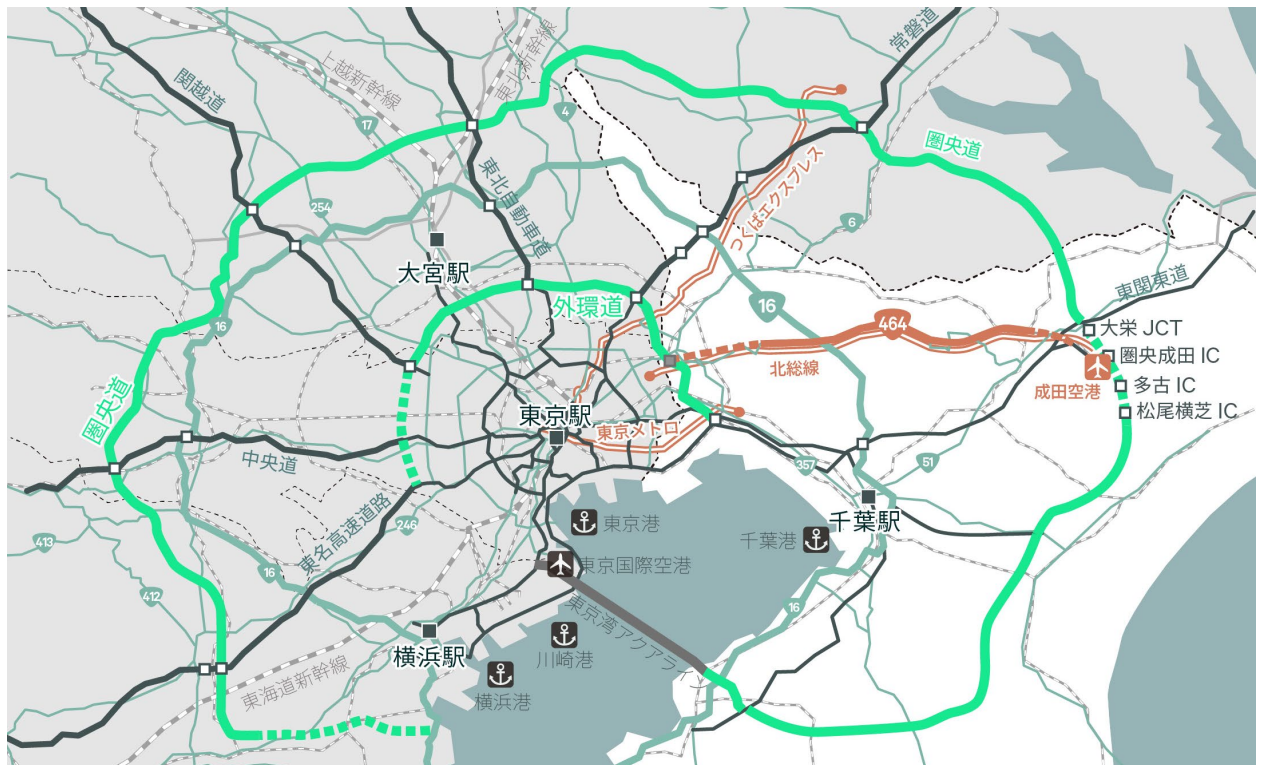 常磐道
関越道
上越新幹線
東北新幹線
17
4
圏央道
東北自動車道
つくばエクスプレス
254
6
大宮駅
外環道
16
16
464
東関東道
大栄 JCT
圏央成田 IC
北総線
成田空港
多古 IC
松尾横芝 IC
圏央道
東京駅
東京メトロ
中央道
357
51
千葉駅
246
東名高速道路
413
東京港
千葉港
16
412
東京国際空港
東京湾アクアライン
16
横浜駅
川崎港
東海道新幹線
横浜港